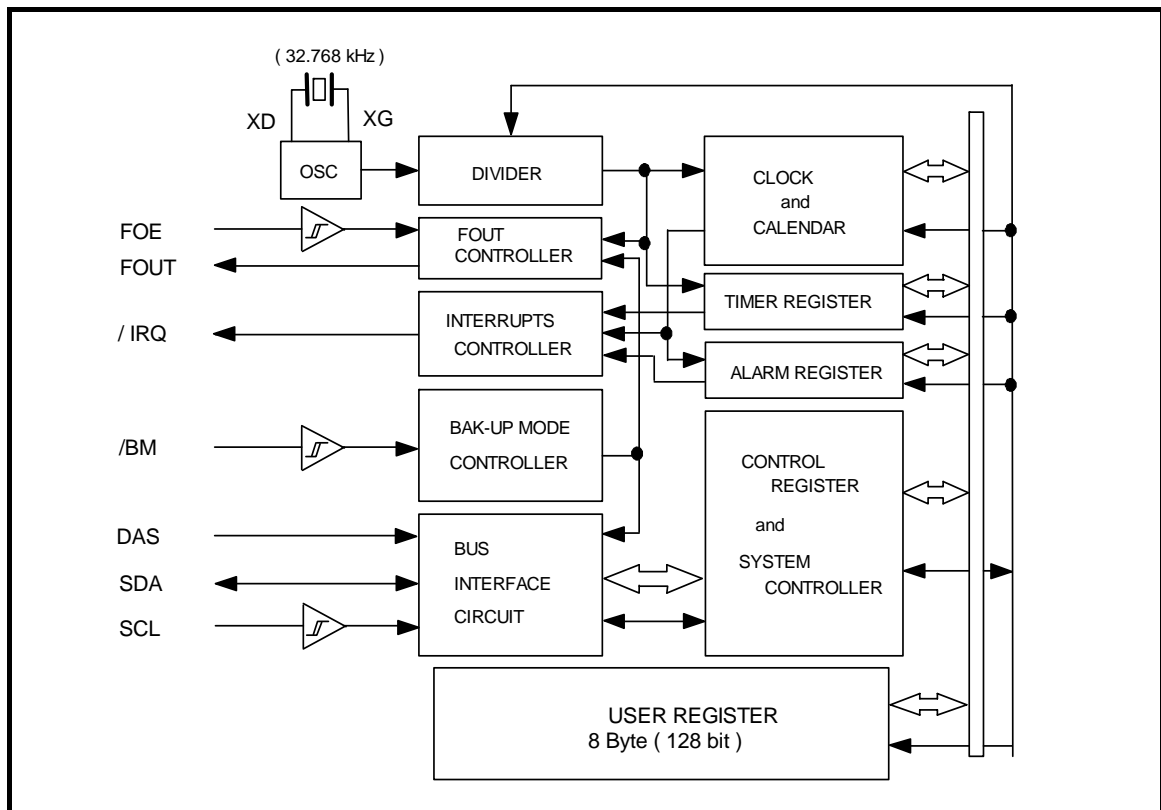 ( 32.768 kHz )
XD
XG
OSC
DIVIDER
CLOCK
and
CALENDAR
FOE
FOUT
FOUT
CONTROLLER
TIMER REGISTER
/ IRQ
INTERRUPTS
CONTROLLER
ALARM REGISTER
/BM
BAK-UP MODE
CONTROLLER
CONTROL
REGISTER
and
SYSTEM
CONTROLLER
DAS
SDA
SCL
BUS
INTERFACE
CIRCUIT
USER REGISTER
8 Byte ( 128 bit )